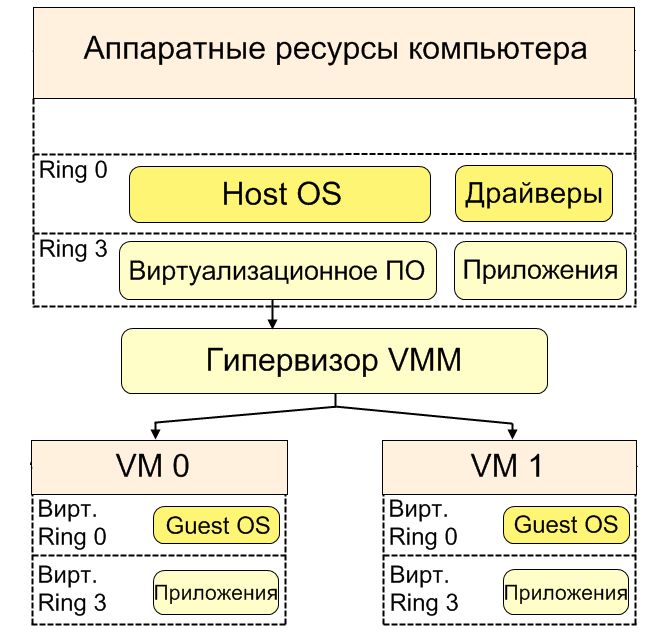 Аппаратные ресурсы компьютера
Ring 0
Host OS
Драйверы
Ring 3
Виртуализационное ПО
Приложения
Гипервизор VMM
VM 0
VM 1
Вирт.
Ring 0
Guest OS
Вирт.
Ring 3
Приложения
Вирт.
Ring 0
Guest OS
Вирт.
Ring 3
Приложения